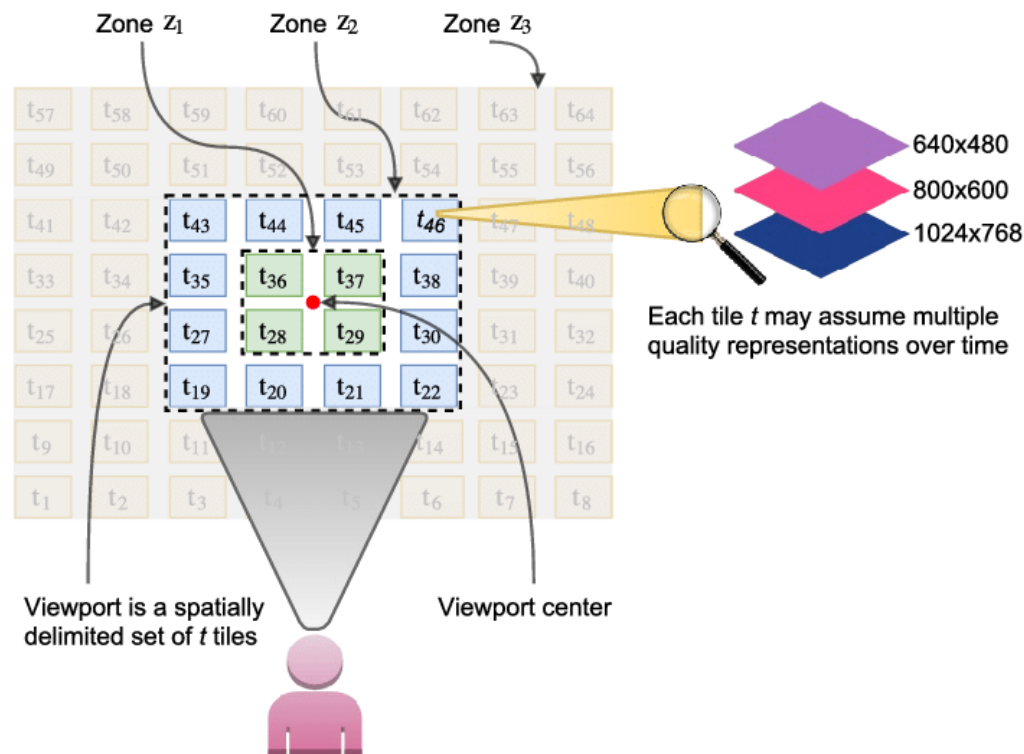 Zone z₁ Zone z₂ Zone z₃
t₅₇ t₅₈ t₅₉ t₆₀ t₆₁ t₆₂ t₆₃ t₆₄
t₄₉ t₅₀ t₅₁ t₅₂ t₅₃ t₅₄ t₅₅ t₅₆
t₄₁ t₄₂ t₄₃ t₄₄ t₄₅ t₄₆ t₄₇ t₄₈
t₃₃ t₃₄ t₃₅ t₃₆ t₃₇ t₃₈ t₃₉ t₄₀
t₂₅ t₂₆ t₂₇ t₂₈ t₂₉ t₃₀ t₃₁ t₃₂
t₁₇ t₁₈ t₁₉ t₂₀ t₂₁ t₂₂ t₂₃ t₂₄
t₉ t₁₀ t₁₁ t₁₂ t₁₃ t₁₄ t₁₅ t₁₆
t₁ t₂ t₃ t₄ t₅ t₆ t₇ t₈
640x480
800x600
1024x768
Each tile t may assume multiple
quality representations over time
Viewport is a spatially
delimited set of t tiles
Viewport center